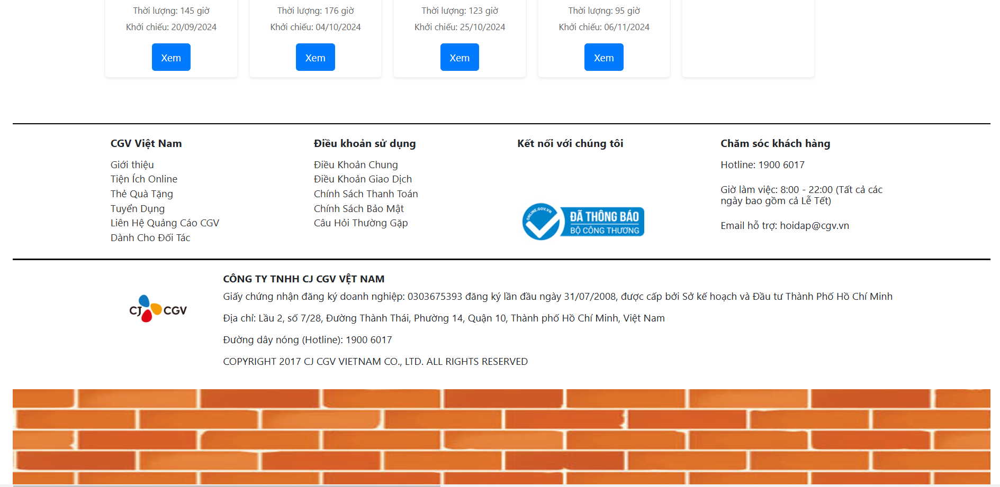 Thời lượng: 145 giờ
Khởi chiếu: 20/09/2024
Xem
Thời lượng: 176 giờ
Khởi chiếu: 04/10/2024
Xem
Thời lượng: 123 giờ
Khởi chiếu: 25/10/2024
Xem
Thời lượng: 95 giờ
Khởi chiếu: 06/11/2024
Xem
CGV Việt Nam
Giới thiệu
Tiện Ích Online
Thẻ Quà Tặng
Tuyển Dụng
Liên Hệ Quảng Cáo CGV
Dành Cho Đối Tác
Điều khoản sử dụng
Điều Khoản Chung
Điều Khoản Giao Dịch
Chính Sách Thanh Toán
Chính Sách Bảo Mật
Câu Hỏi Thường Gặp
Kết nối với chúng tôi
ONLINE.GOV.VN
ĐÃ THÔNG BÁO
BỘ CÔNG THƯƠNG
Chăm sóc khách hàng
Hotline: 1900 6017
Giờ làm việc: 8:00 - 22:00 (Tất cả các
ngày bao gồm cả Lễ Tết)
Email hỗ trợ: hoidap@cgv.vn
CJ CGV
CÔNG TY TNHH CJ CGV VỆT NAM
Giấy chứng nhận đăng ký doanh nghiệp: 0303675393 đăng ký lần đầu ngày 31/07/2008, được cấp bởi Sở kế hoạch và Đầu tư Thành Phố Hồ Chí Minh
Địa chỉ: Lầu 2, số 7/28, Đường Thành Thái, Phường 14, Quận 10, Thành phố Hồ Chí Minh, Việt Nam
Đường dây nóng (Hotline): 1900 6017
COPYRIGHT 2017 CJ CGV VIETNAM CO., LTD. ALL RIGHTS RESERVED